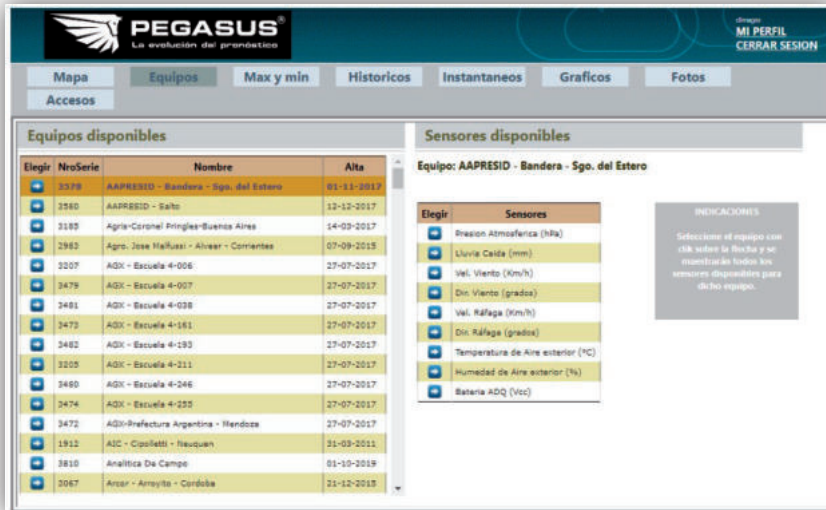 PEGASUS®
La evolución del pronóstico
MI PERFIL
CERRAR SESION
Mapa
Equipos
Max y min
Historicos
Instantaneos
Graficos
Fotos
Accesos
Equipos disponibles
Elegir NroSerie Nombre Alta
3378 AAPRESID - Bandera - Sgo. del Estero 01-11-2017
3580 AAPRESID - Salto 12-12-2017
3185 Agris-Coronel Pringles-Buenos Aires 14-03-2017
2983 Agro. Jose Malfussi - Alvear - Corrientes 07-09-2015
3207 AGX - Escuela 4-006 27-07-2017
3479 AGX - Escuela 4-007 27-07-2017
3481 AGX - Escuela 4-038 27-07-2017
3473 AGX - Escuela 4-161 27-07-2017
3482 AGX - Escuela 4-193 27-07-2017
3205 AGX - Escuela 4-211 27-07-2017
3480 AGX - Escuela 4-246 27-07-2017
3474 AGX - Escuela 4-255 27-07-2017
3472 AGX-Prefectura Argentina - Mendoza 27-07-2017
1912 AIC - Cipolletti - Neuquen 31-03-2011
3810 Analitica De Campo 01-10-2019
3067 Arcor - Arroyito - Cordoba 21-12-2015
Sensores disponibles
Equipo: AAPRESID - Bandera - Sgo. del Estero
Elegir Sensores
Presion Atmosferica (hPa)
Lluvia Caida (mm)
Vel. Viento (Km/h)
Dir. Viento (grados)
Vel. Ráfaga (Km/h)
Dir. Ráfaga (grados)
Temperatura de Aire exterior (ºC)
Humedad de Aire exterior (%)
Bateria ADQ (Vcc)
INDICACIONES
Seleccione el equipo con
clik sobre la flecha y se
muestrarán todos los
sensores disponibles para
dicho equipo.